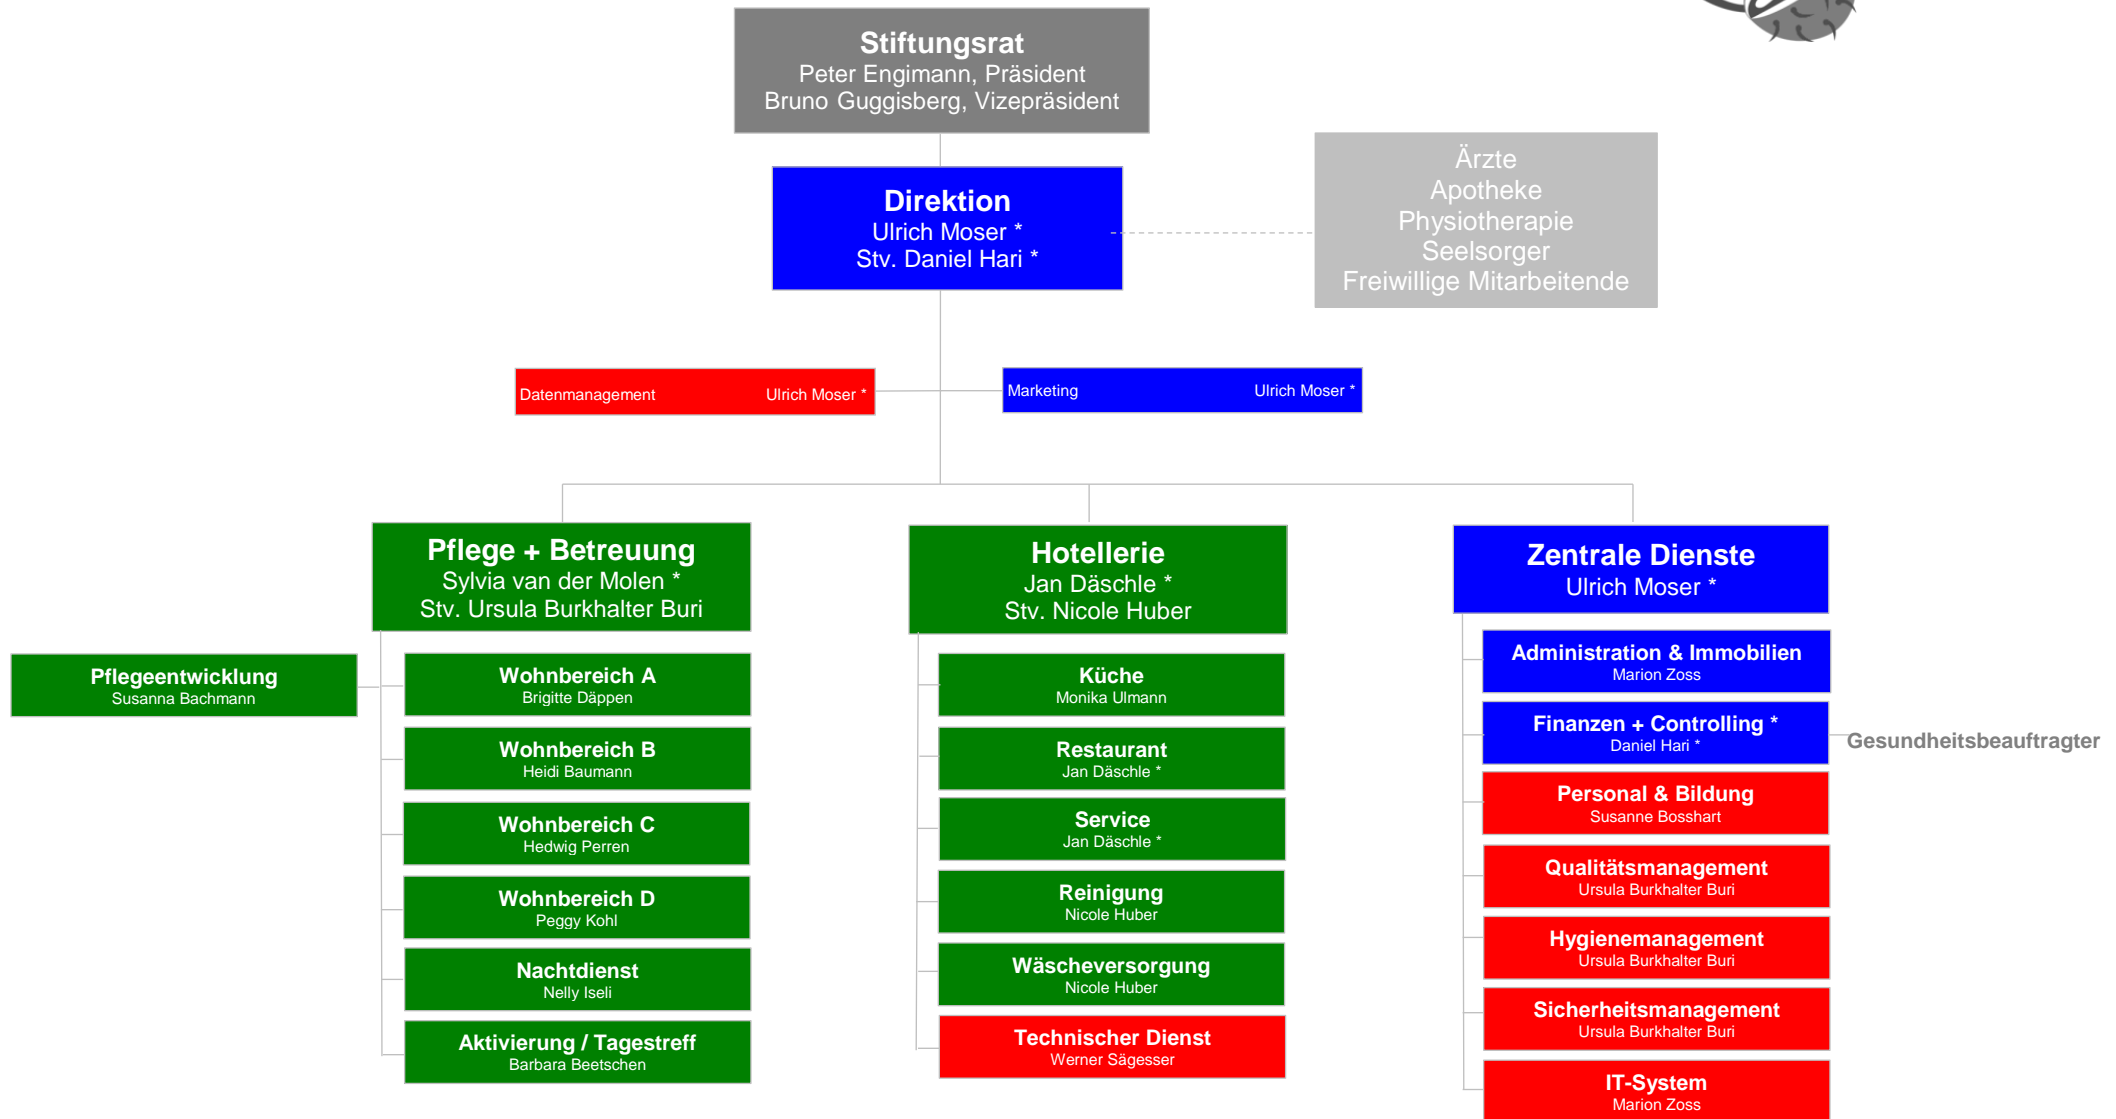 Stiftungsrat
Peter Engimann, Präsident
Bruno Guggisberg, Vizepräsident
Direktion
Ulrich Moser *
Stv. Daniel Hari *
Ärzte
Apotheke
Physiotherapie
Seelsorger
Freiwillige Mitarbeitende
Datenmanagement Ulrich Moser *
Marketing Ulrich Moser *
Pflege + Betreuung
Sylvia van der Molen *
Stv. Ursula Burkhalter Buri
Pflegeentwicklung
Susanna Bachmann
Wohnbereich A
Brigitte Däppen
Wohnbereich B
Heidi Baumann
Wohnbereich C
Hedwig Perren
Wohnbereich D
Peggy Kohl
Nachtdienst
Nelly Iseli
Aktivierung / Tagestreff
Barbara Beetschen
Hotellerie
Jan Däschle *
Stv. Nicole Huber
Küche
Monika Ulmann
Restaurant
Jan Däschle *
Service
Jan Däschle *
Reinigung
Nicole Huber
Wäscheversorgung
Nicole Huber
Technischer Dienst
Werner Sägesser
Zentrale Dienste
Ulrich Moser *
Administration & Immobilien
Marion Zoss
Finanzen + Controlling *
Daniel Hari *
Gesundheitsbeauftragter
Personal & Bildung
Susanne Bosshart
Qualitätsmanagement
Ursula Burkhalter Buri
Hygienemanagement
Ursula Burkhalter Buri
Sicherheitsmanagement
Ursula Burkhalter Buri
IT-System
Marion Zoss